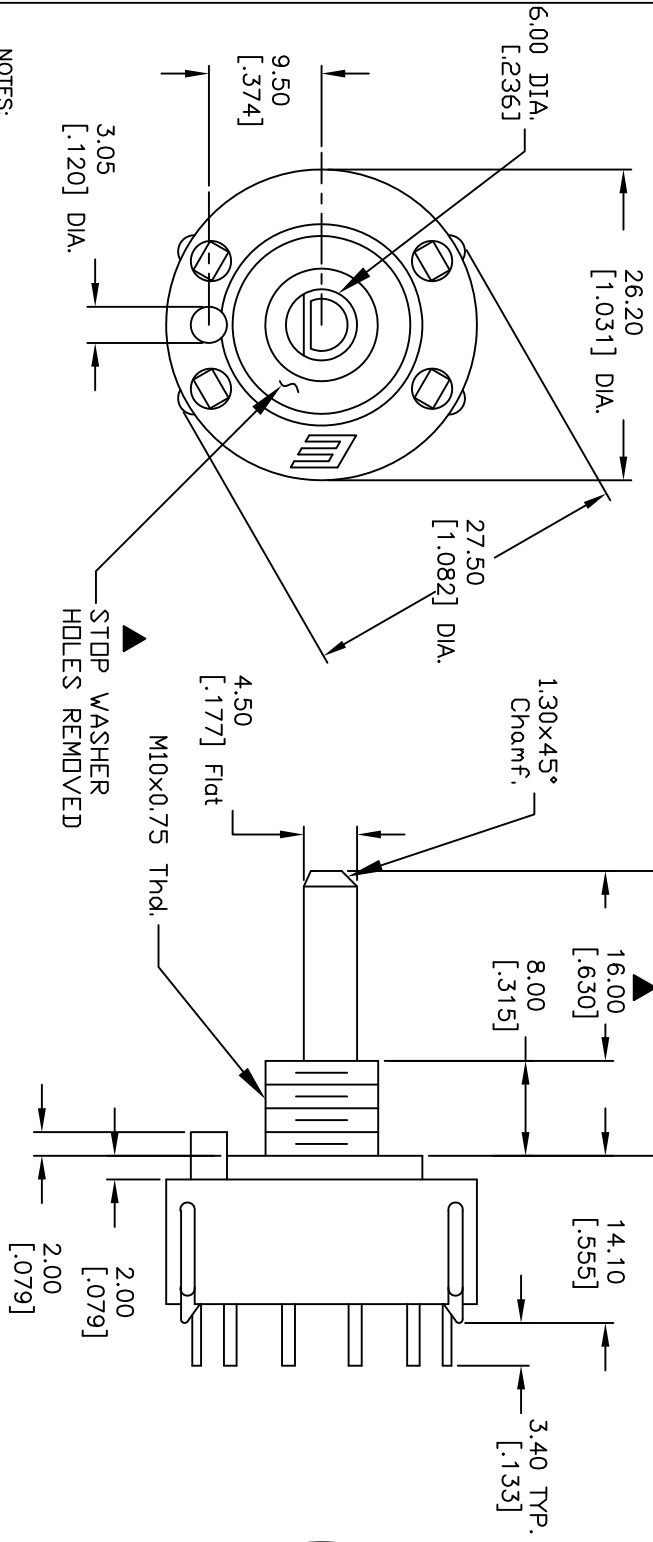 6.00 DIA.
[.236]
9.50
[.374]
26.20
[1.031] DIA.
3.05
[.120] DIA.
27.50
[1.082] DIA.
STOP WASHER
HOLES REMOVED
NOTES:
1.30x45°
Chamf.
4.50
[.177] Flat
M10x0.75 Thd.
16.00
[.630]
8.00
[.315]
14.10
[.555]
3.40 TYP.
[.133]
2.00
[.079]
2.00
[.079]